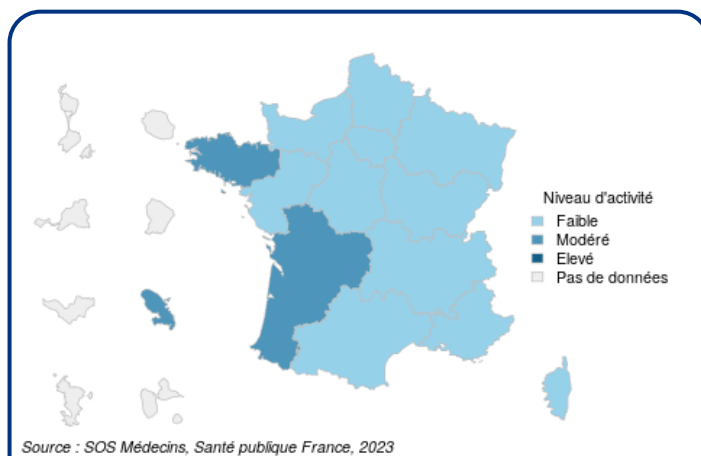 Niveau d'activité
Faible
Modéré
Elevé
Pas de données
Source : SOS Médecins, Santé publique France, 2023